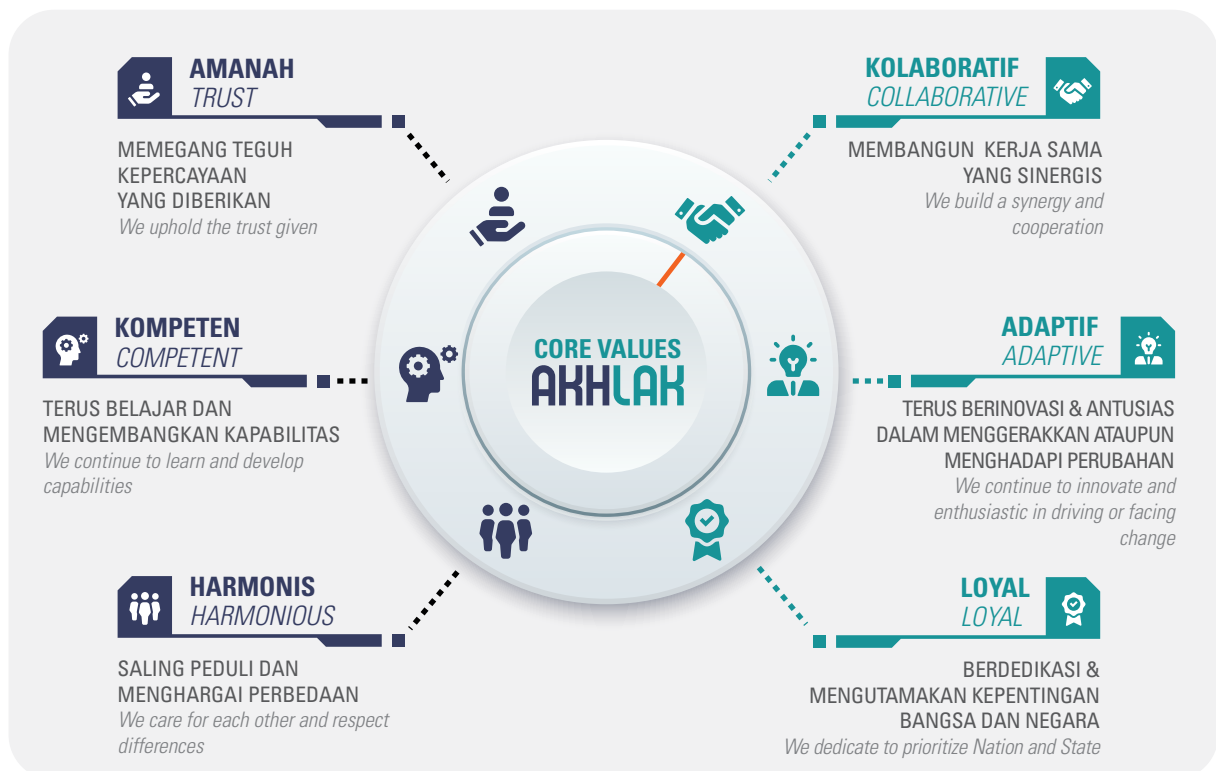 AMANAH
TRUST
MEMEGANG TEGUH
KEPERCAYAAN
YANG DIBERIKAN
We uphold the trust given
KOMPETEN
COMPETENT
TERUS BELAJAR DAN
MENGEMBANGKAN KAPABILITAS
We continue to learn and develop
capabilities
HARMONIS
HARMONIOUS
SALING PEDULI DAN
MENGHARGAI PERBEDAAN
We care for each other and respect
differences
CORE VALUES
AKHLAK
KOLABORATIF
COLLABORATIVE
MEMBANGUN KERJA SAMA
YANG SINERGIS
We build a synergy and
cooperation
ADAPTIF
ADAPTIVE
TERUS BERINOVASI & ANTUSIAS
DALAM MENGGERAKKAN ATAUPUN
MENGHADAPI PERUBAHAN
We continue to innovate and
enthusiastic in driving or facing
change
LOYAL
LOYAL
BERDEDIKASI &
MENGUTAMAKAN KEPENTINGAN
BANGSA DAN NEGARA
We dedicate to prioritize Nation and State